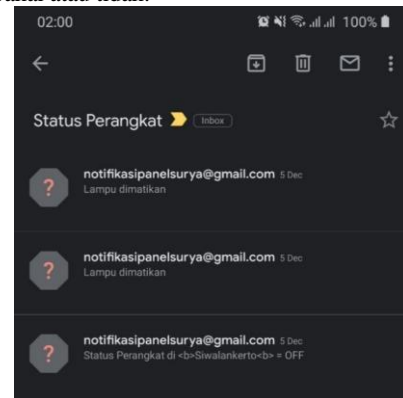 02:00
100%
Status Perangkat
Inbox
?
notifikasipanelsurya@gmail.com 5 Dec
Lampu dimatikan
?
notifikasipanelsurya@gmail.com 5 Dec
Lampu dimatikan
?
notifikasipanelsurya@gmail.com 5 Dec
Status Perangkat di <b>Siwalankerto<b> = OFF